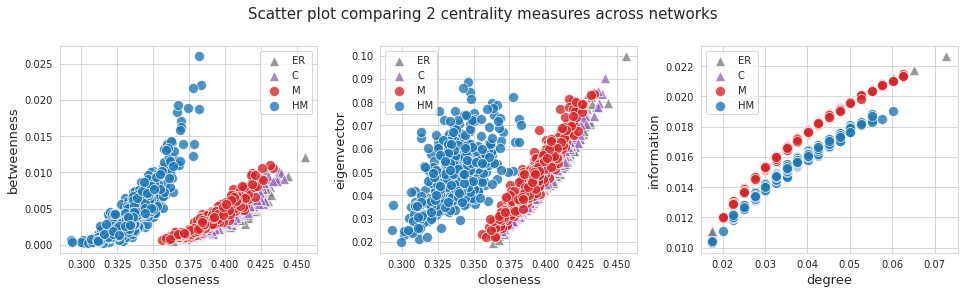 Scatter plot comparing 2 centrality measures across networks
betweenness
0.025
0.020
0.015
0.010
0.005
0.000
0.300 0.325 0.350 0.375 0.400 0.425 0.450
closeness
ER
C
M
HM
eigenvector
0.10
0.09
0.08
0.07
0.06
0.05
0.04
0.03
0.02
0.300 0.325 0.350 0.375 0.400 0.425 0.450
closeness
ER
C
M
HM
information
0.022
0.020
0.018
0.016
0.014
0.012
0.010
0.02 0.03 0.04 0.05 0.06 0.07
degree
ER
C
M
HM